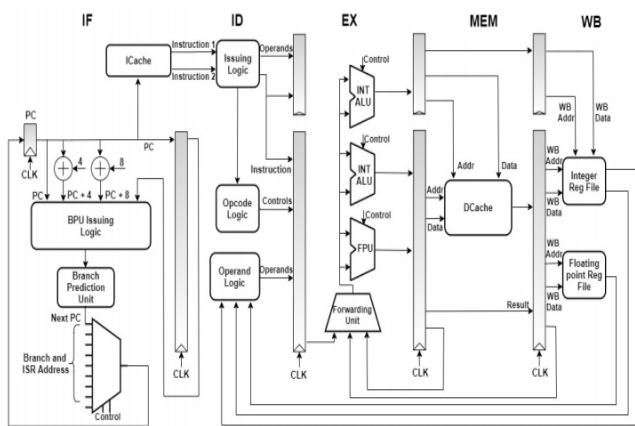 IF
ID
EX
MEM
WB
ICache
Instruction 1
Instruction 2
Issuing
Logic
Operands
Control
INT
ALU
PC
CLK
4
8
PC
PC
PC + 4
PC + 8
BPU Issuing
Logic
Branch
Prediction
Unit
Next PC
Branch and
ISR Address
Control
CLK
Instruction
Opcode
Logic
Controls
Operand
Logic
Operands
CLK
Control
INT
ALU
Control
FPU
Forwarding
Unit
Addr
Data
Addr
Data
DCache
CLK
Result
WB
Addr
WB
Data
WB
Addr
WB
Data
Integer
Reg File
WB
Addr
WB
Data
Floating
point Reg
File
CLK